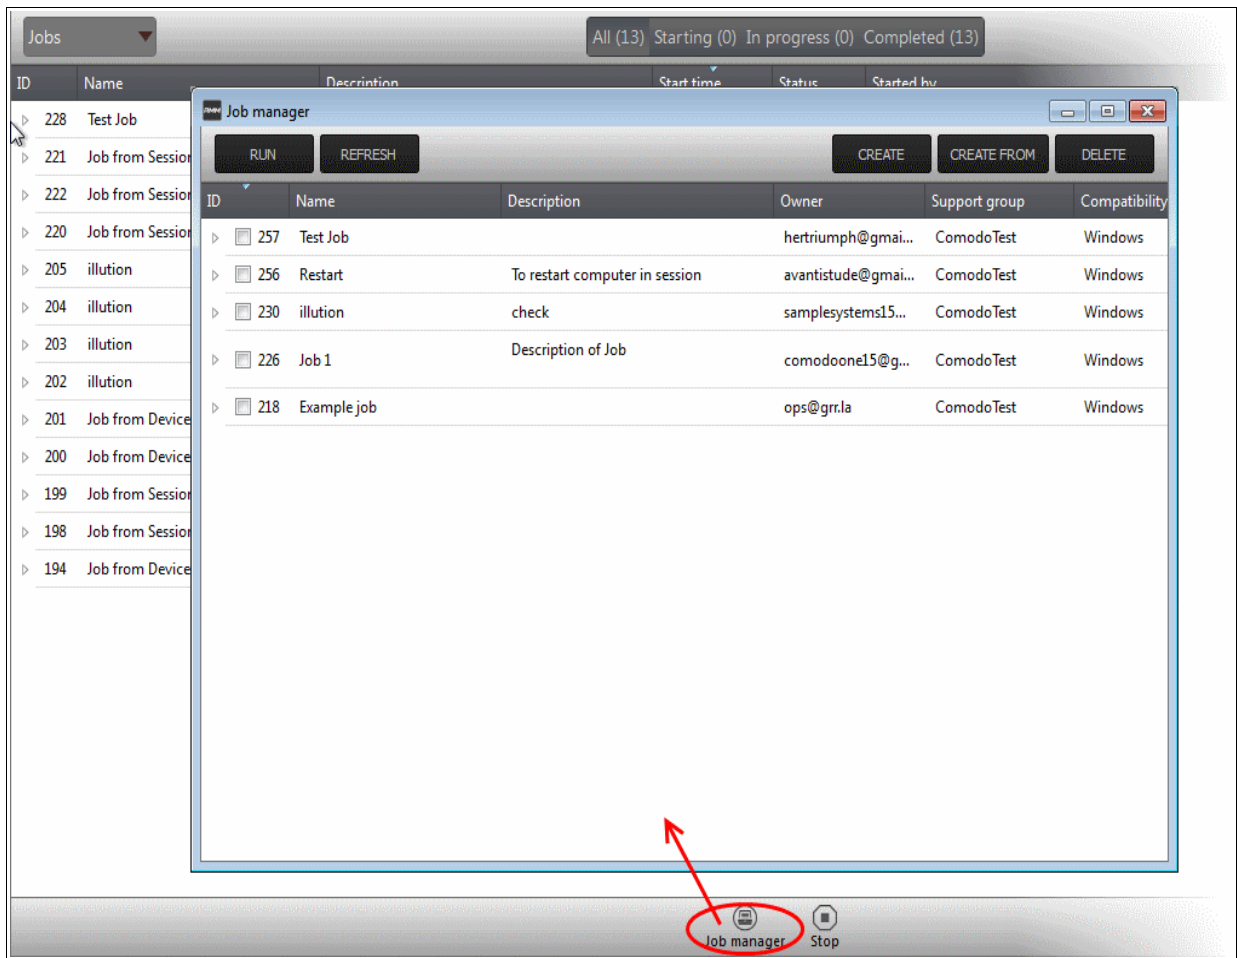 Jobs
All (13) Starting (0) In progress (0) Completed (13)
ID Name Description Start time Status Started by
228 Test Job
221 Job from Session
222 Job from Session
220 Job from Session
205 illution
204 illution
203 illution
202 illution
201 Job from Device
200 Job from Device
199 Job from Session
198 Job from Session
194 Job from Device
RMM Job manager
RUN REFRESH CREATE CREATE FROM DELETE
ID Name Description Owner Support group Compatibility
257 Test Job hertriumph@gmai... ComodoTest Windows
256 Restart To restart computer in session avantistude@gmai... ComodoTest Windows
230 illution check samplesystems15... ComodoTest Windows
226 Job 1 Description of Job comodoone15@g... ComodoTest Windows
218 Example job ops@grr.la ComodoTest Windows
Job manager Stop